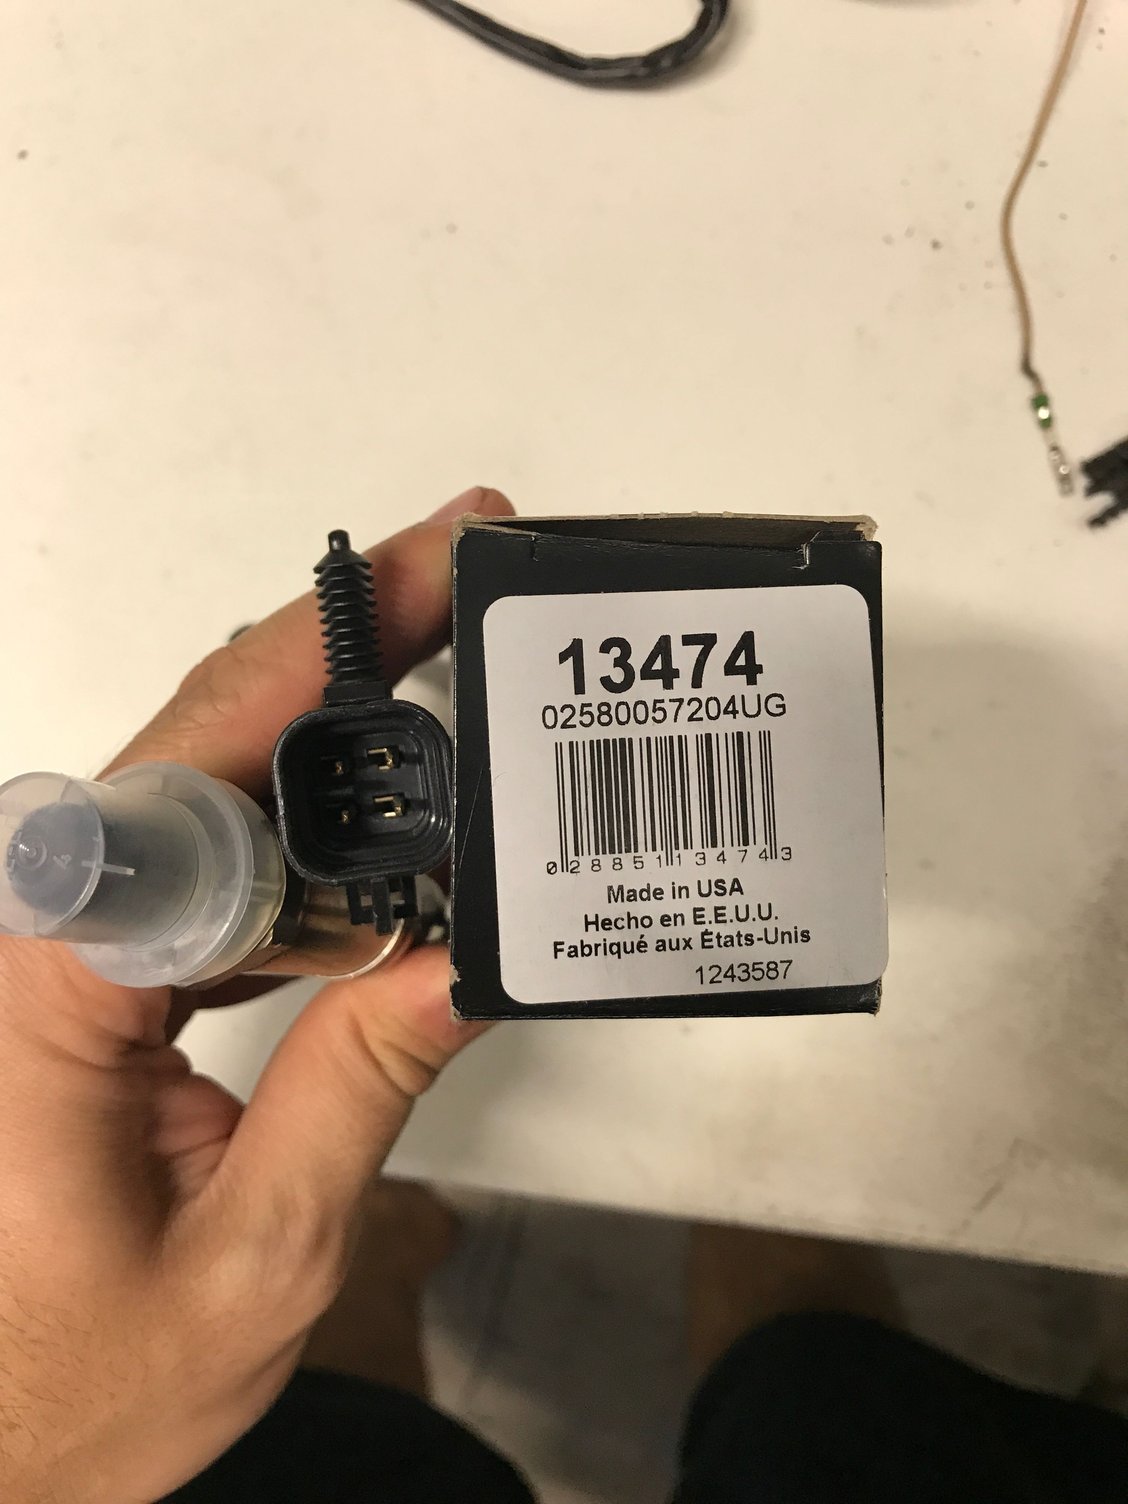 13474
02580057204UG
0 28851 13474 3
Made in USA
Hecho en E.E.U.U.
Fabriqué aux États-Unis
1243587